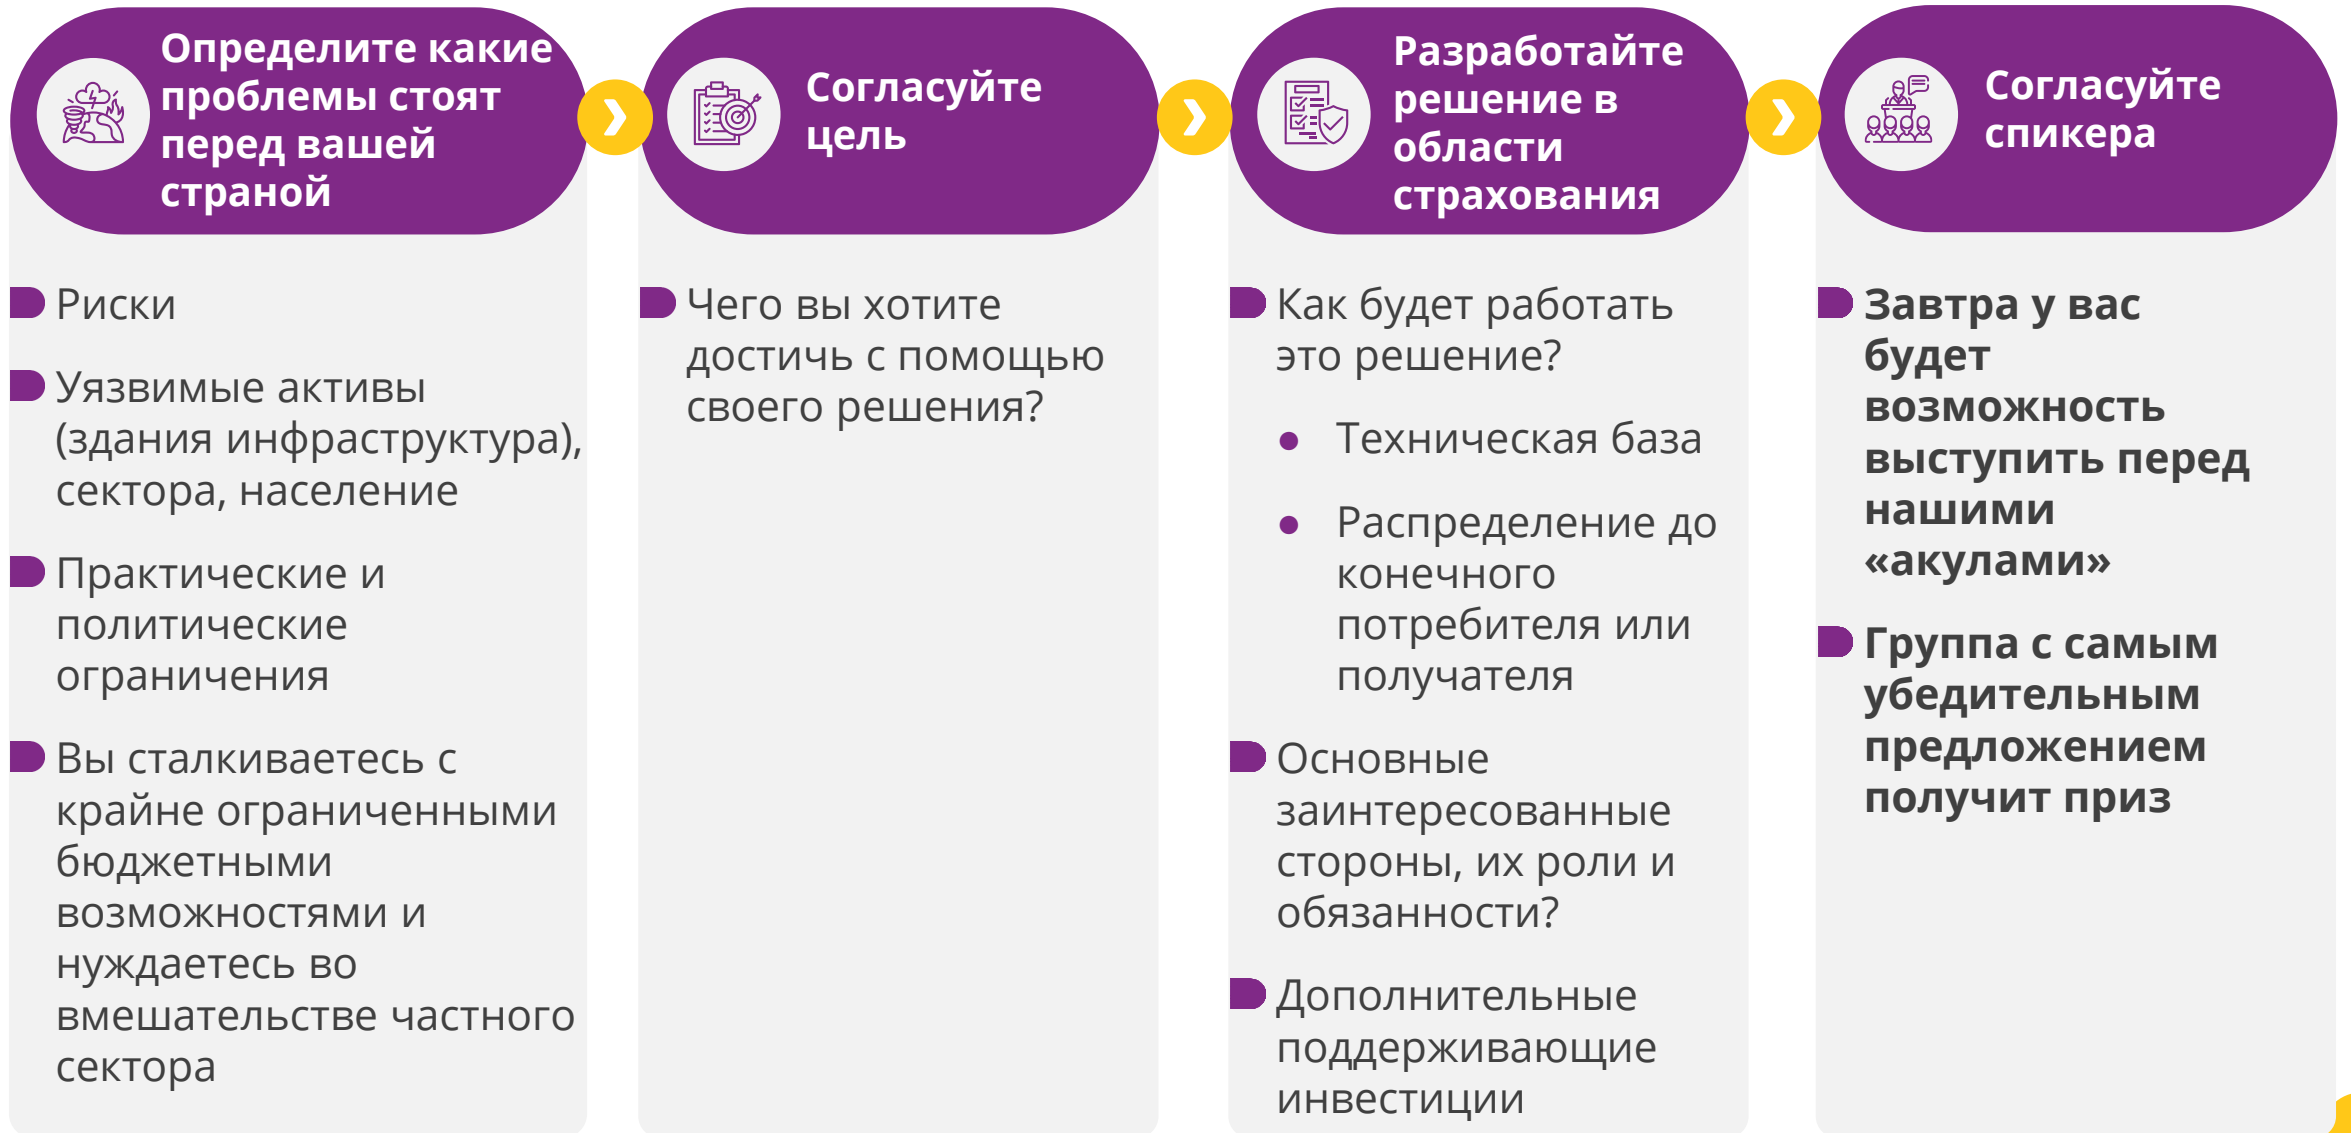 Определите какие
проблемы стоят
перед вашей
страной
Риски
Уязвимые активы
(здания инфраструктура),
сектора, население
Практические и
политические
ограничения
Вы сталкиваетесь с
крайне ограниченными
бюджетными
возможностями и
нуждаетесь во
вмешательстве частного
сектора
Согласуйте
цель
Чего вы хотите
достичь с помощью
своего решения?
Разработайте
решение в
области
страхования
Как будет работать
это решение?
Техническая база
Распределение до
конечного
потребителя или
получателя
Основные
заинтересованные
стороны, их роли и
обязанности?
Дополнительные
поддерживающие
инвестиции
Согласуйте
спикера
Завтра у вас
будет
возможность
выступить перед
нашими
«акулами»
Группа с самым
убедительным
предложением
получит приз